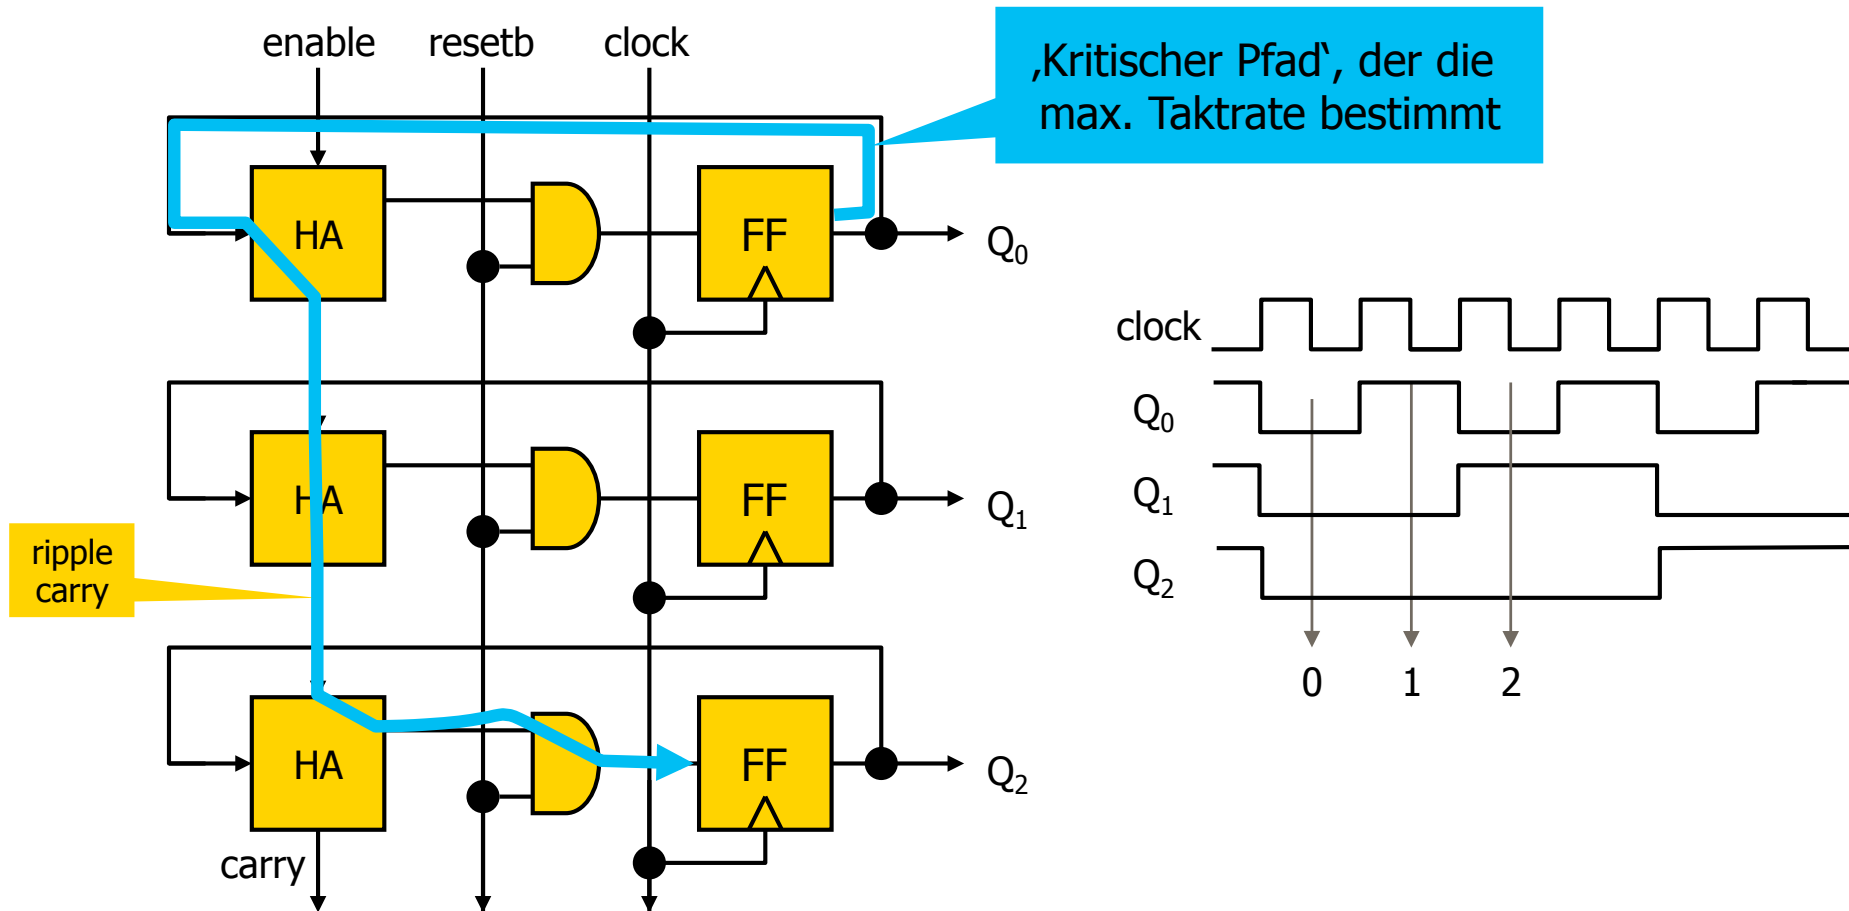 enable resetb clock
‚Kritischer Pfad‘, der die
max. Taktrate bestimmt
HA FF Q0
clock
Q0
HA FF Q1
Q1
ripple
carry
Q2
0 1 2
HA FF Q2
carry